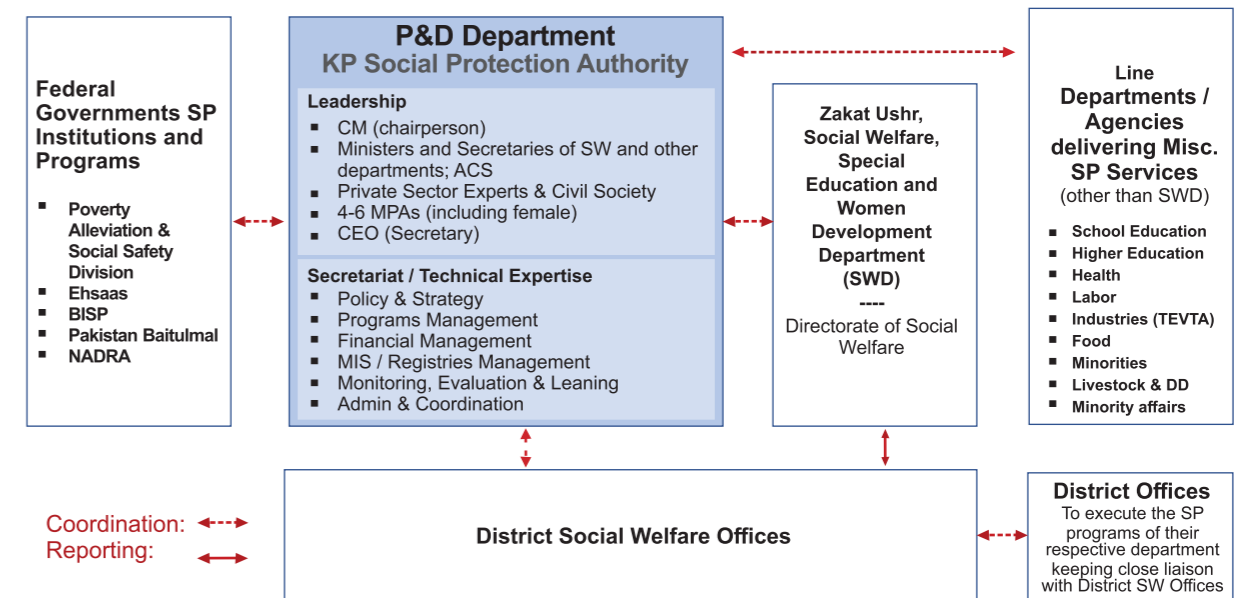 Federal
Governments SP
Institutions and
Programs
▪ Poverty
Alleviation &
Social Safety
Division
▪ Ehsaas
▪ BISP
▪ Pakistan Baitulmal
▪ NADRA
P&D Department
KP Social Protection Authority
Leadership
▪ CM (chairperson)
▪ Ministers and Secretaries of SW and other
departments; ACS
▪ Private Sector Experts & Civil Society
▪ 4-6 MPAs (including female)
▪ CEO (Secretary)
Secretariat / Technical Expertise
▪ Policy & Strategy
▪ Programs Management
▪ Financial Management
▪ MIS / Registries Management
▪ Monitoring, Evaluation & Leaning
▪ Admin & Coordination
Zakat Ushr,
Social Welfare,
Special
Education and
Women
Development
Department
(SWD)
----
Directorate of Social
Welfare
Line
Departments /
Agencies
delivering Misc.
SP Services
(other than SWD)
▪ School Education
▪ Higher Education
▪ Health
▪ Labor
▪ Industries (TEVTA)
▪ Food
▪ Minorities
▪ Livestock & DD
▪ Minority affairs
Coordination:
Reporting:
District Social Welfare Offices
District Offices
To execute the SP
programs of their
respective department
keeping close liaison
with District SW Offices